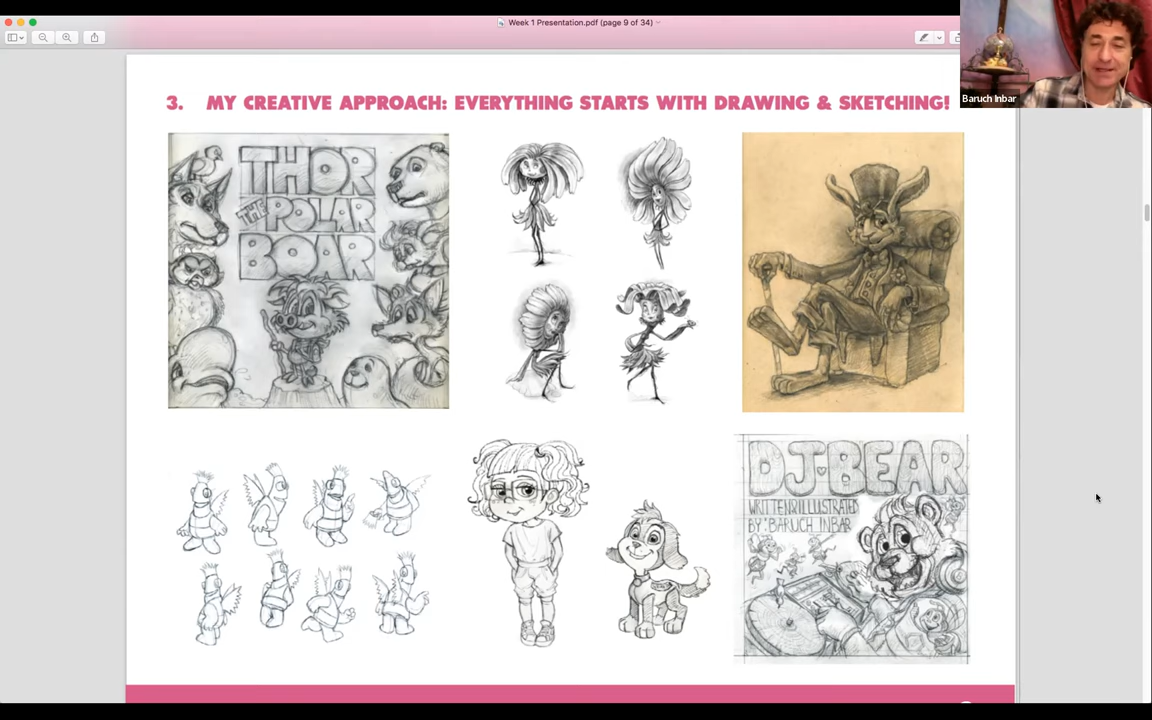 Week 1 Presentation.pdf (page 9 of 34)
Baruch Inbar
3. MY CREATIVE APPROACH: EVERYTHING STARTS WITH DRAWING & SKETCHING!
THOR
THE POLAR
BOAR
DJ BEAR
WRITTEN & ILLUSTRATED
BY: BARUCH INBAR